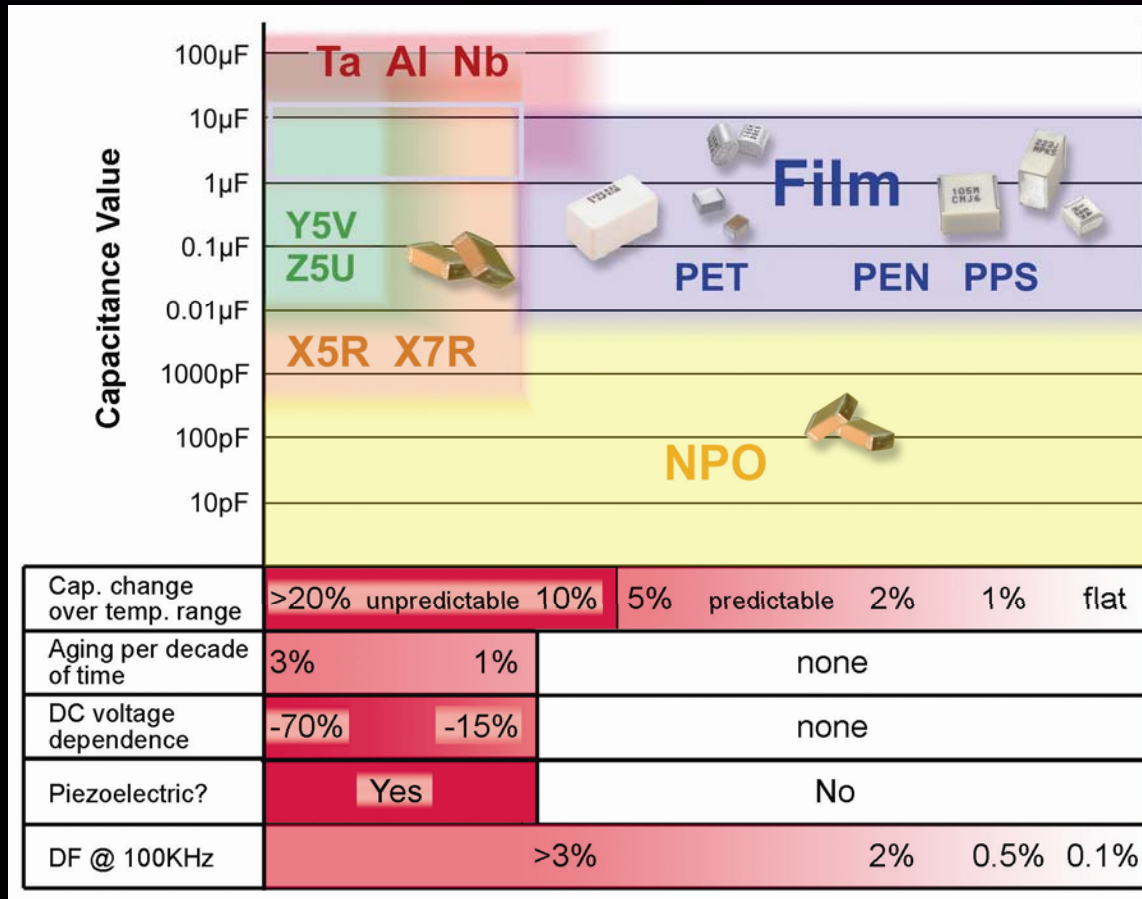 Capacitance Value
100µF
10µF
1µF
0.1µF
0.01µF
1000pF
100pF
10pF
Ta Al Nb
Film
Y5V
Z5U
PET PEN PPS
X5R X7R
NPO
105M
CMJ6
Cap. change
over temp. range
>20% unpredictable 10% 5% predictable 2% 1% flat
Aging per decade
of time
3% 1% none
DC voltage
dependence
-70% -15% none
Piezoelectric?
Yes No
DF @ 100KHz
>3% 2% 0.5% 0.1%